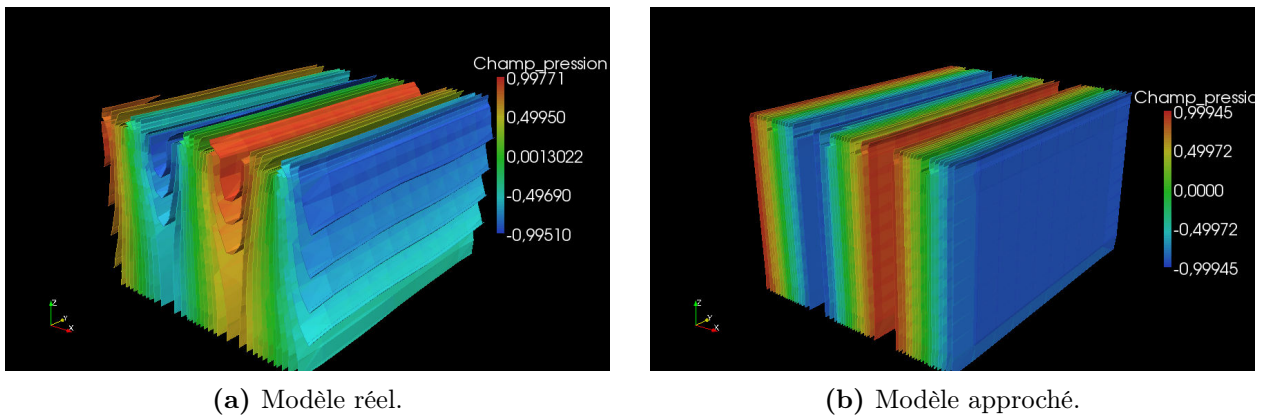 Champ_pression
0,99771
0,49950
0,0013022
-0,49690
-0,99510
Z
Y
X
Champ_pressio
0,99945
0,49972
0,0000
-0,49972
-0,99945
Z
Y
X
(a) Modèle réel.
(b) Modèle approché.